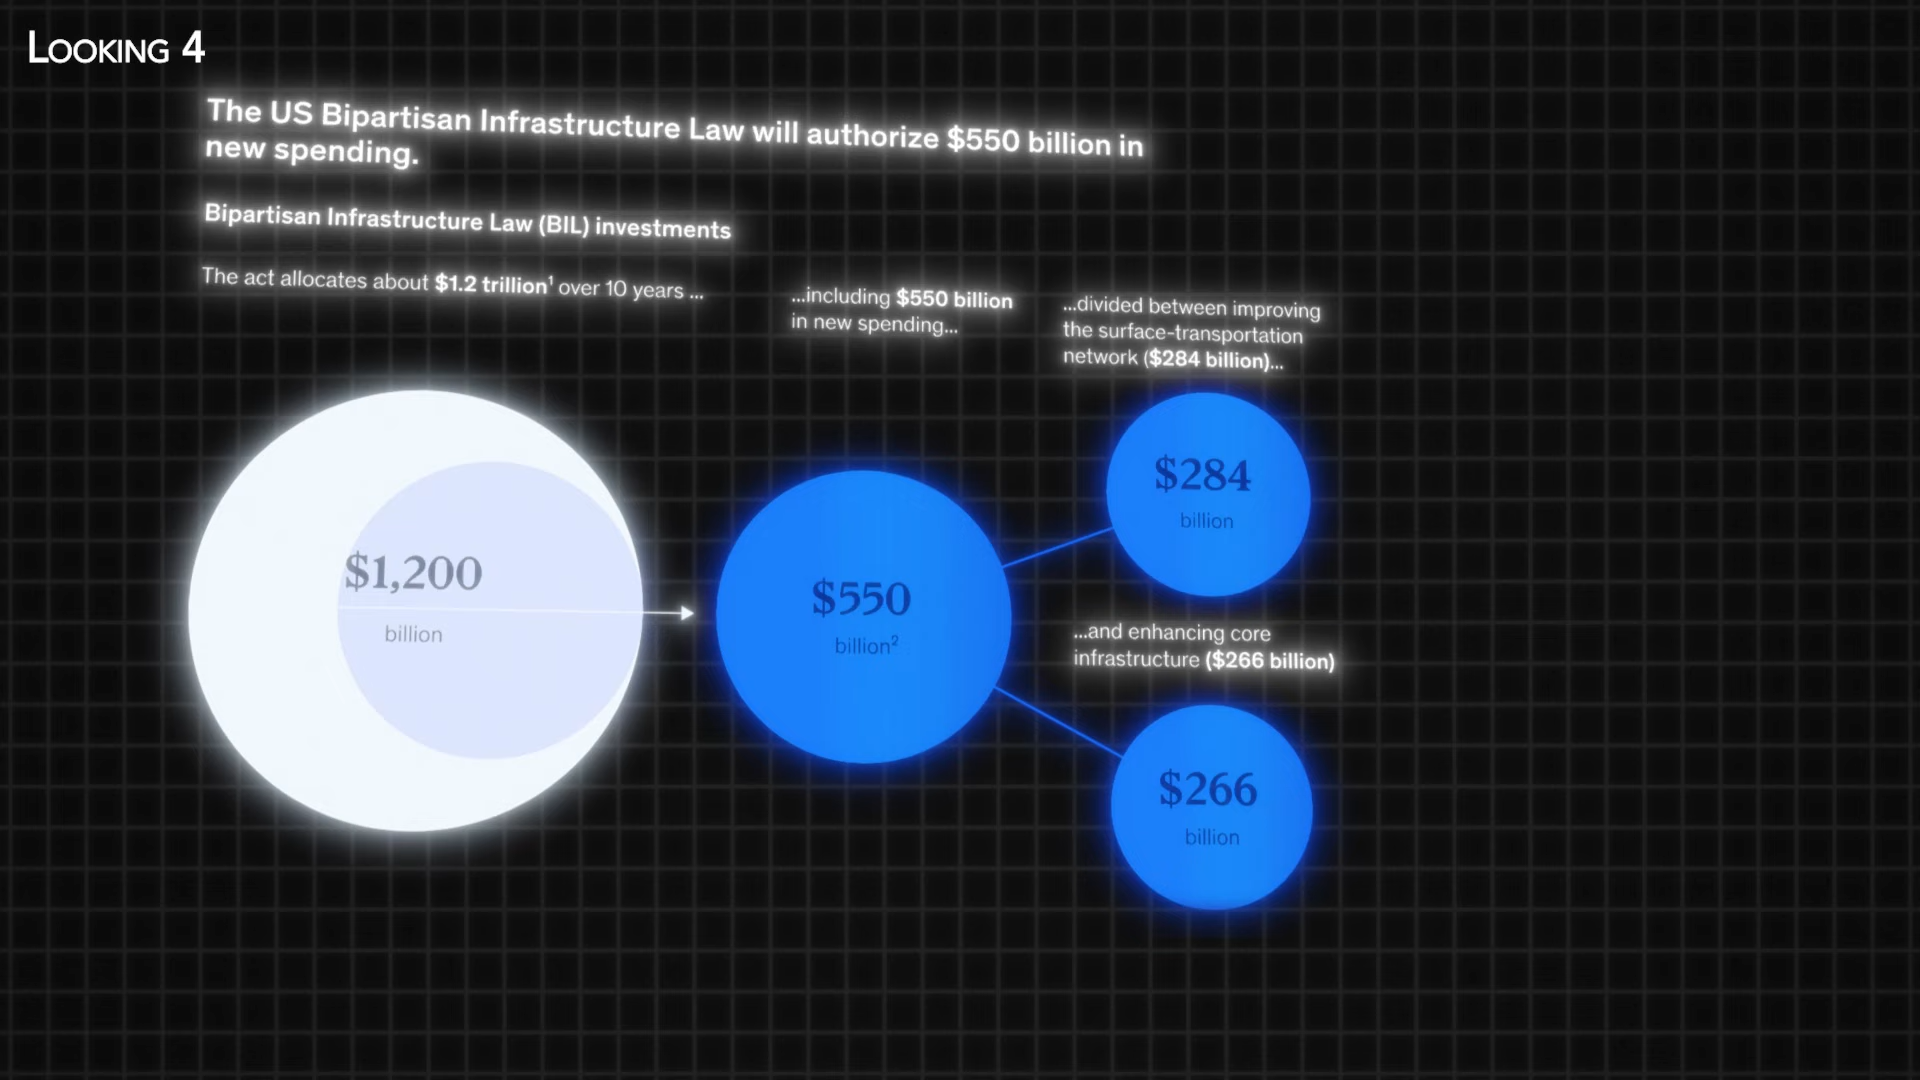 LOOKING 4
The US Bipartisan Infrastructure Law will authorize $550 billion in
new spending.
Bipartisan Infrastructure Law (BIL) investments
The act allocates about $1.2 trillion¹ over 10 years ...
...including $550 billion
in new spending...
...divided between improving
the surface-transportation
network ($284 billion)...
$1,200
billion
$550
billion²
$284
billion
...and enhancing core
infrastructure ($266 billion)
$266
billion